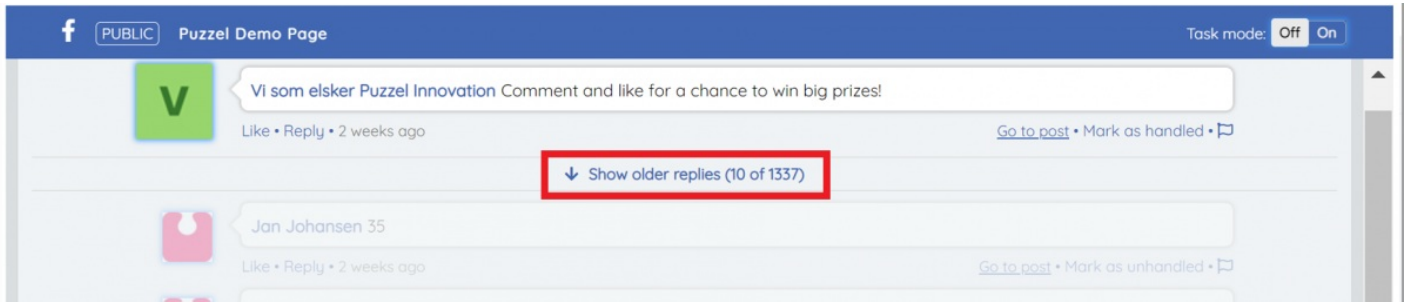 f PUBLIC Puzzel Demo Page Task mode: Off On
V
Vi som elsker Puzzel Innovation Comment and like for a chance to win big prizes!
Like • Reply • 2 weeks ago Go to post • Mark as handled •
Show older replies (10 of 1337)
Jan Johansen 35
Like • Reply • 2 weeks ago Go to post • Mark as unhandled •